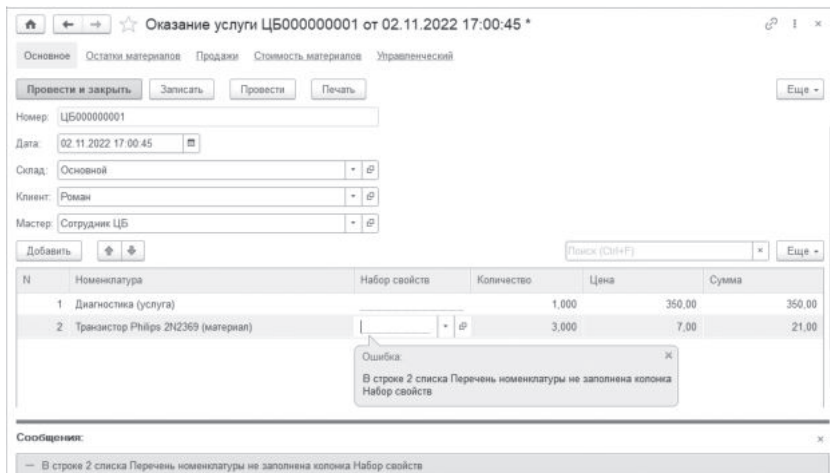 Оказание услуги ЦБ000000001 от 02.11.2022 17:00:45 *
Основное Остатки материалов Продажи Стоимость материалов Управленческий
Провести и закрыть Записать Провести Печать Еще
Номер: ЦБ000000001
Дата: 02.11.2022 17:00:45
Склад: Основной
Клиент: Роман
Мастер: Сотрудник ЦБ
Добавить Поиск (Ctrl+F) Еще
N Номенклатура Набор свойств Количество Цена Сумма
1 Диагностика (услуга) 1,000 350,00 350,00
2 Транзистор Philips 2N2369 (материал) 3,000 7,00 21,00
Ошибка:
В строке 2 списка Перечень номенклатуры не заполнена колонка
Набор свойств
Сообщения:
— В строке 2 списка Перечень номенклатуры не заполнена колонка Набор свойств